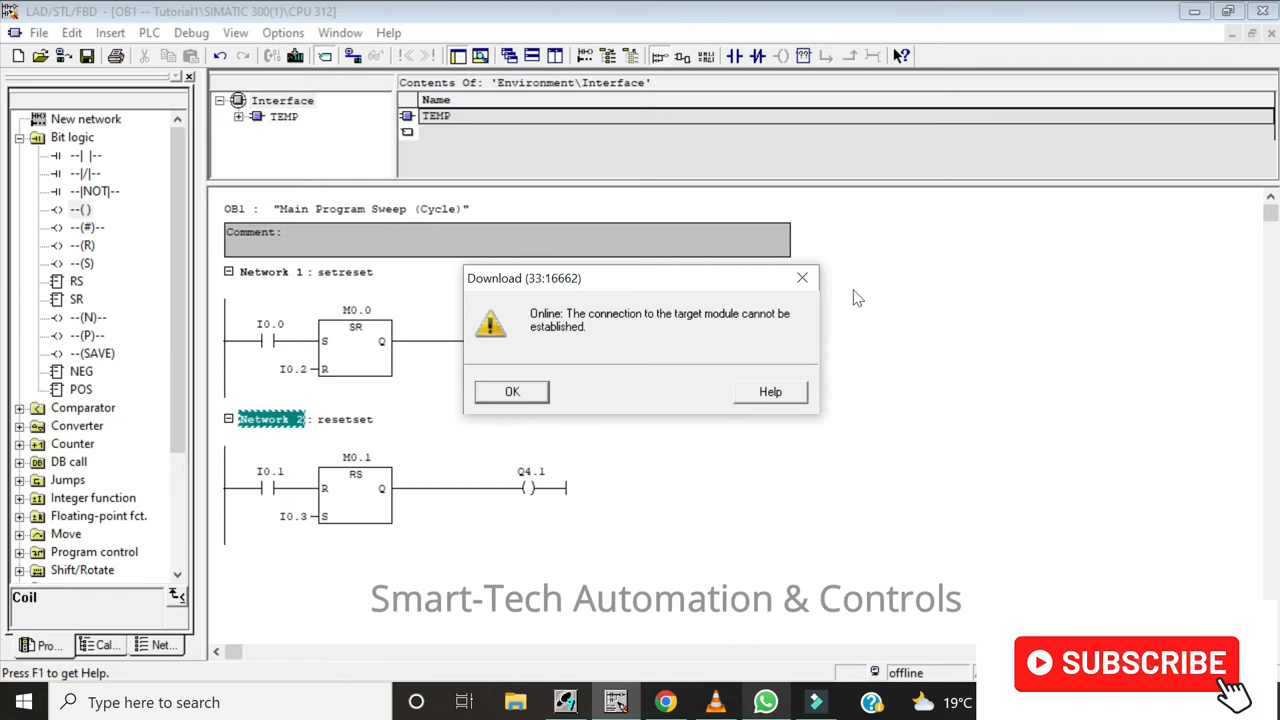 LAD/STL/FBD - [OB1 -- Tutorial1\SIMATIC 300(1)\CPU 312]
File Edit Insert PLC Debug View Options Window Help
Contents Of: 'Environment\Interface'
Interface
Name
TEMP
TEMP
New network
Bit logic
--| |--
--|/|--
--|NOT|--
--( )
--(#)--
--(R)
--(S)
RS
SR
--(N)--
--(P)--
--(SAVE)
NEG
POS
Comparator
Converter
Counter
DB call
Jumps
Integer function
Floating-point fct.
Move
Program control
Shift/Rotate
Coil
Pro... Cal... Net...
OB1 : "Main Program Sweep (Cycle)"
Comment:
Network 1 : setreset
M0.0
I0.0
SR
S Q
I0.2 R
Network 2 : resetset
M0.1
I0.1
RS
Q4.1
R Q
I0.3 S
Download (33:16662)
Online: The connection to the target module cannot be
established.
OK Help
Smart-Tech Automation & Controls
SUBSCRIBE
Press F1 to get Help.
offline
Type here to search
19°C